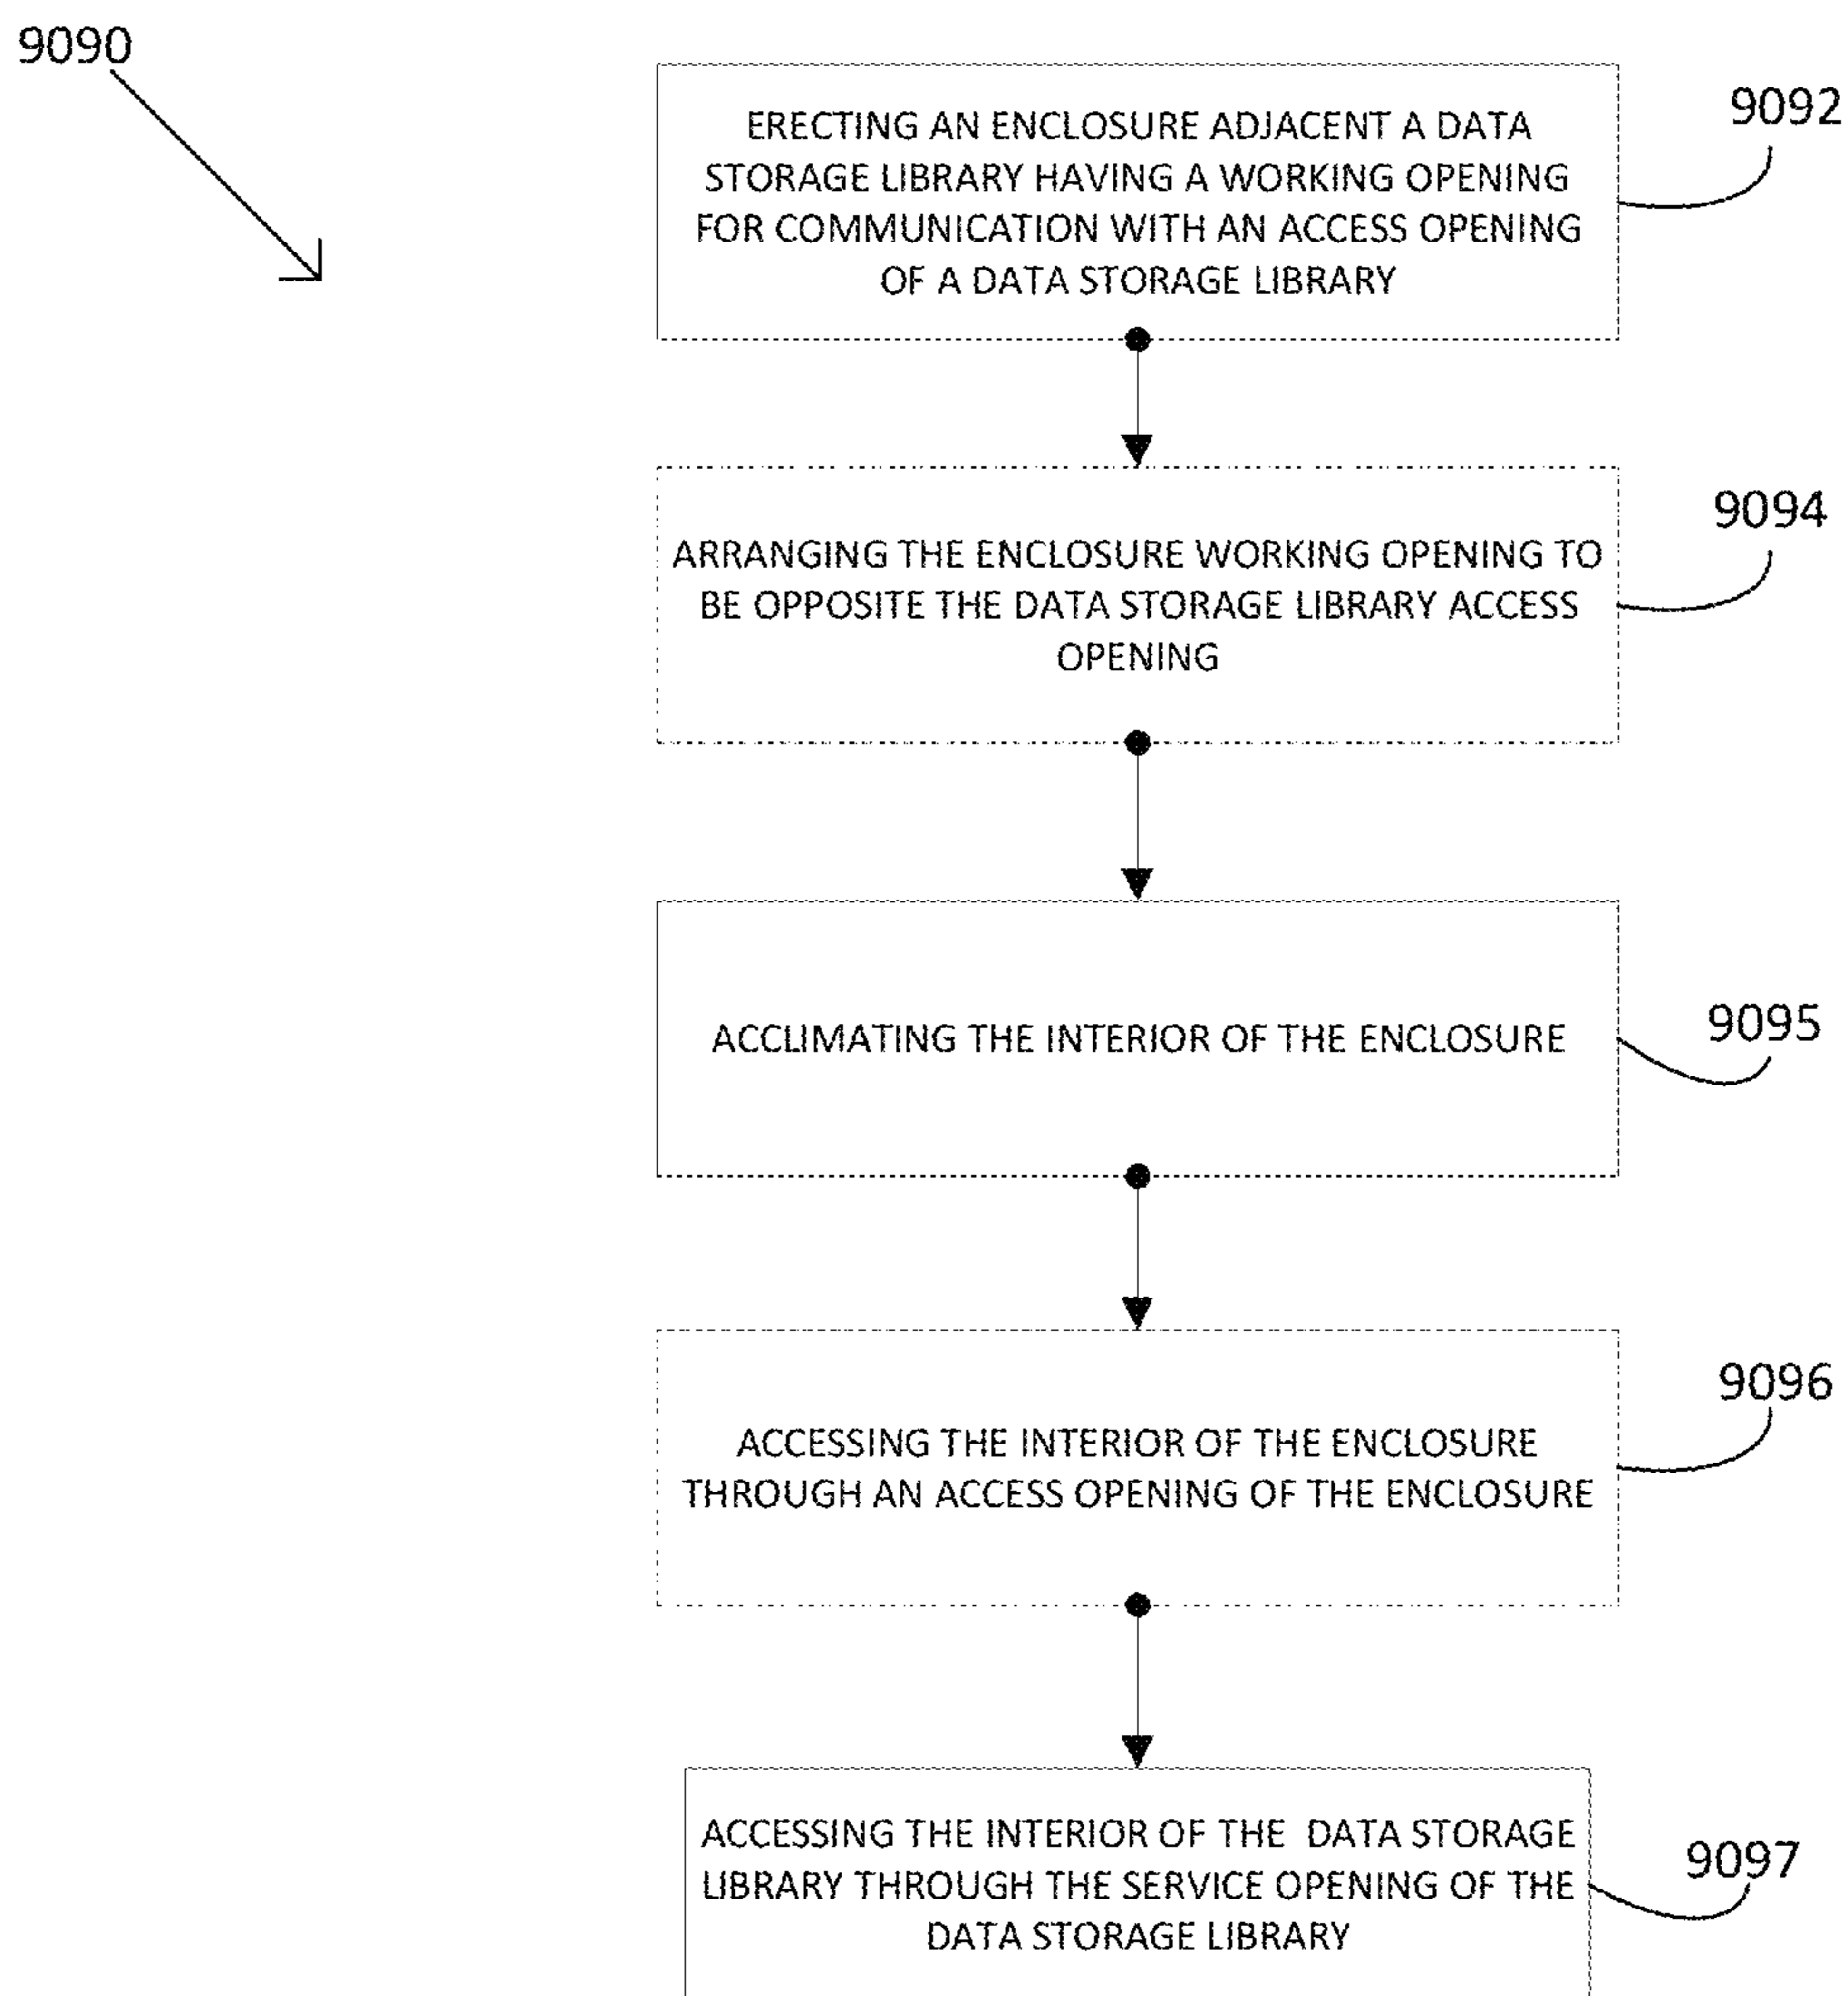 9090
ERECTING AN ENCLOSURE ADJACENT A DATA
STORAGE LIBRARY HAVING A WORKING OPENING
FOR COMMUNICATION WITH AN ACCESS OPENING
OF A DATA STORAGE LIBRARY
9092
ARRANGING THE ENCLOSURE WORKING OPENING TO
BE OPPOSITE THE DATA STORAGE LIBRARY ACCESS
OPENING
9094
ACCLIMATING THE INTERIOR OF THE ENCLOSURE
9095
ACCESSING THE INTERIOR OF THE ENCLOSURE
THROUGH AN ACCESS OPENING OF THE ENCLOSURE
9096
ACCESSING THE INTERIOR OF THE DATA STORAGE
LIBRARY THROUGH THE SERVICE OPENING OF THE
DATA STORAGE LIBRARY
9097